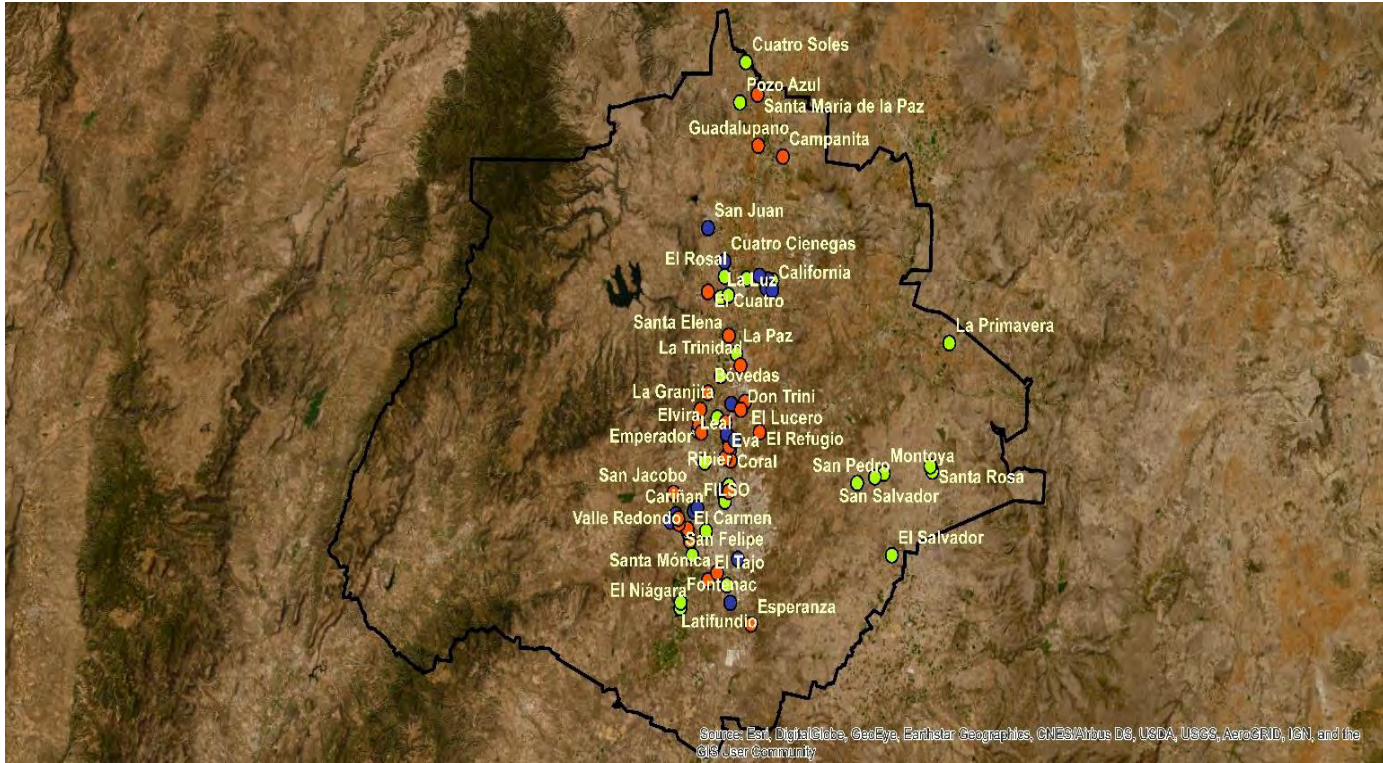 Cuatro Soles
Pozo Azul
Santa María de la Paz
Guadalupano
Campanita
San Juan
Cuatro Cienegas
El Rosal
California
La Luz
El Cuatro
Santa Elena
La Primavera
La Paz
La Trinidad
Bóvedas
La Granjita
Don Trini
Elvira
El Lucero
Leal
Emperador
Eva
El Refugio
Ribier
Coral
San Pedro
Montoya
San Jacobo
Santa Rosa
Cariñan
FILSO
San Salvador
Valle Redondo
El Carmen
San Felipe
El Salvador
Santa Mónica
El Tajo
El Niágara
Fontenac
Latifundio
Esperanza
Source: Esri, DigitalGlobe, GeoEye, Earthstar Geographics, CNES/Airbus DS, USDA, USGS, AeroGRID, IGN, and the
GIS User Community